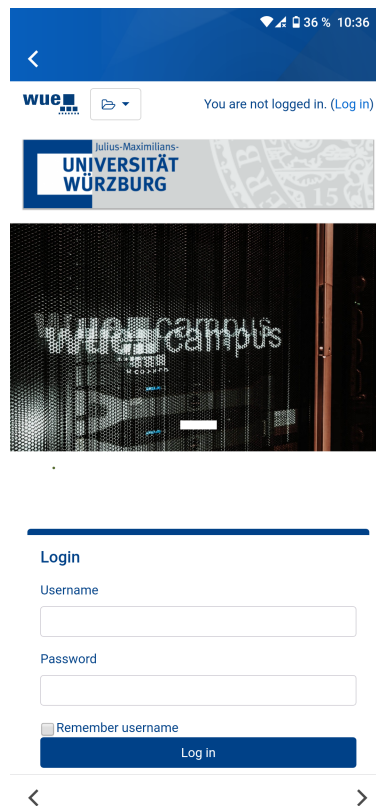 36 % 10:36
wue
You are not logged in. (Log in)
Julius-Maximilians-
UNIVERSITÄT
WÜRZBURG
Wuecampus
Login
Username
Password
Remember username
Log in